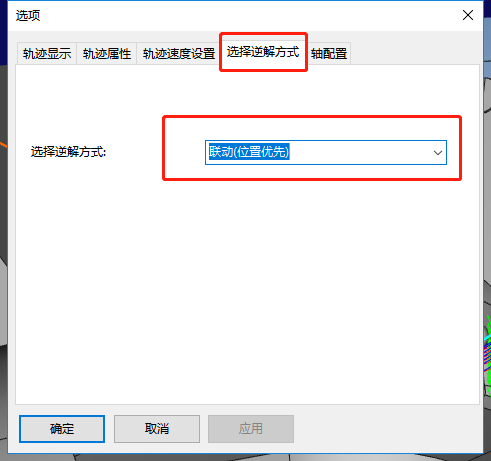 选项
轨迹显示 轨迹属性 轨迹速度设置 选择逆解方式 轴配置
选择逆解方式: 联动(位置优先)
确定 取消 应用